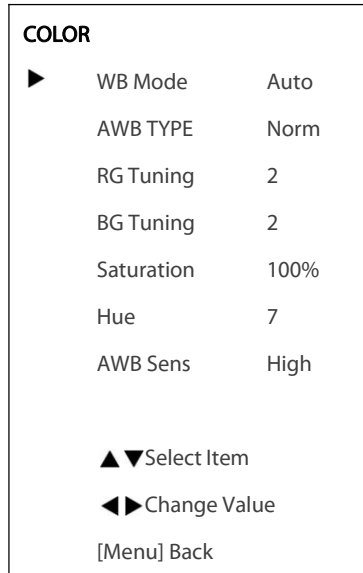 COLOR
▶ WB Mode Auto
AWB TYPE Norm
RG Tuning 2
BG Tuning 2
Saturation 100%
Hue 7
AWB Sens High
▲▼Select Item
◀▶Change Value
[Menu] Back